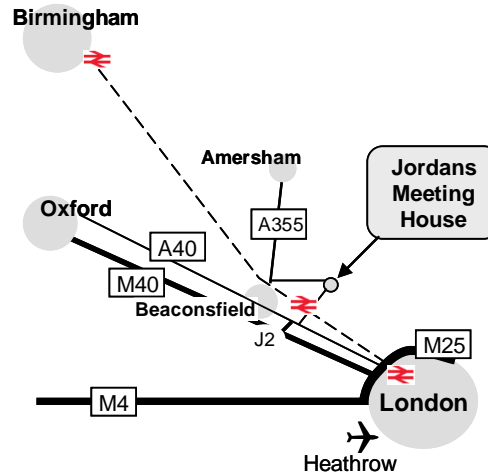 Birmingham
Amersham
Jordans
Meeting
House
Oxford
A355
A40
M40
Beaconsfield
J2
M25
M4
London
Heathrow